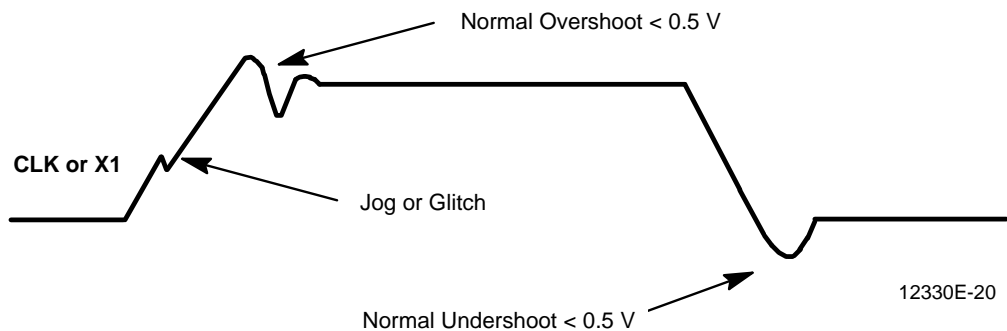 Normal Overshoot < 0.5 V
CLK or X1
Jog or Glitch
12330E-20
Normal Undershoot < 0.5 V